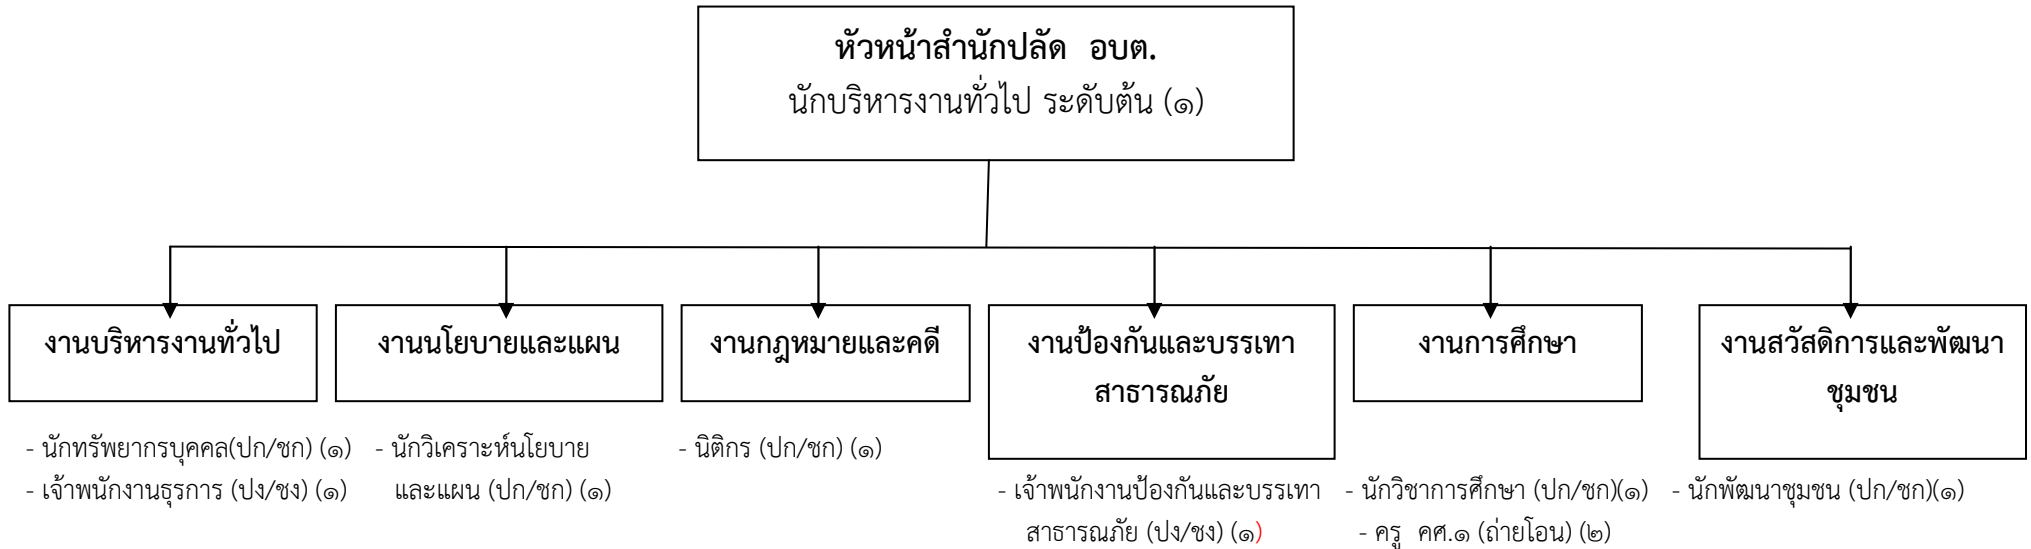 หัวหน้าสำนักปลัด อบต.
นักบริหารงานทั่วไป ระดับต้น (๑)
งานบริหารงานทั่วไป
- นักทรัพยากรบุคคล(ปก/ชก) (๑)
- เจ้าพนักงานธุรการ (ปง/ชง) (๑)
งานนโยบายและแผน
- นักวิเคราะห์นโยบาย
และแผน (ปก/ชก) (๑)
งานกฎหมายและคดี
- นิติกร (ปก/ชก) (๑)
งานป้องกันและบรรเทา
สาธารณภัย
- เจ้าพนักงานป้องกันและบรรเทา
สาธารณภัย (ปง/ชง) (๑)
งานการศึกษา
- นักวิชาการศึกษา (ปก/ชก)(๑)
- ครู คศ.๑ (ถ่ายโอน) (๒)
งานสวัสดิการและพัฒนา
ชุมชน
- นักพัฒนาชุมชน (ปก/ชก)(๑)